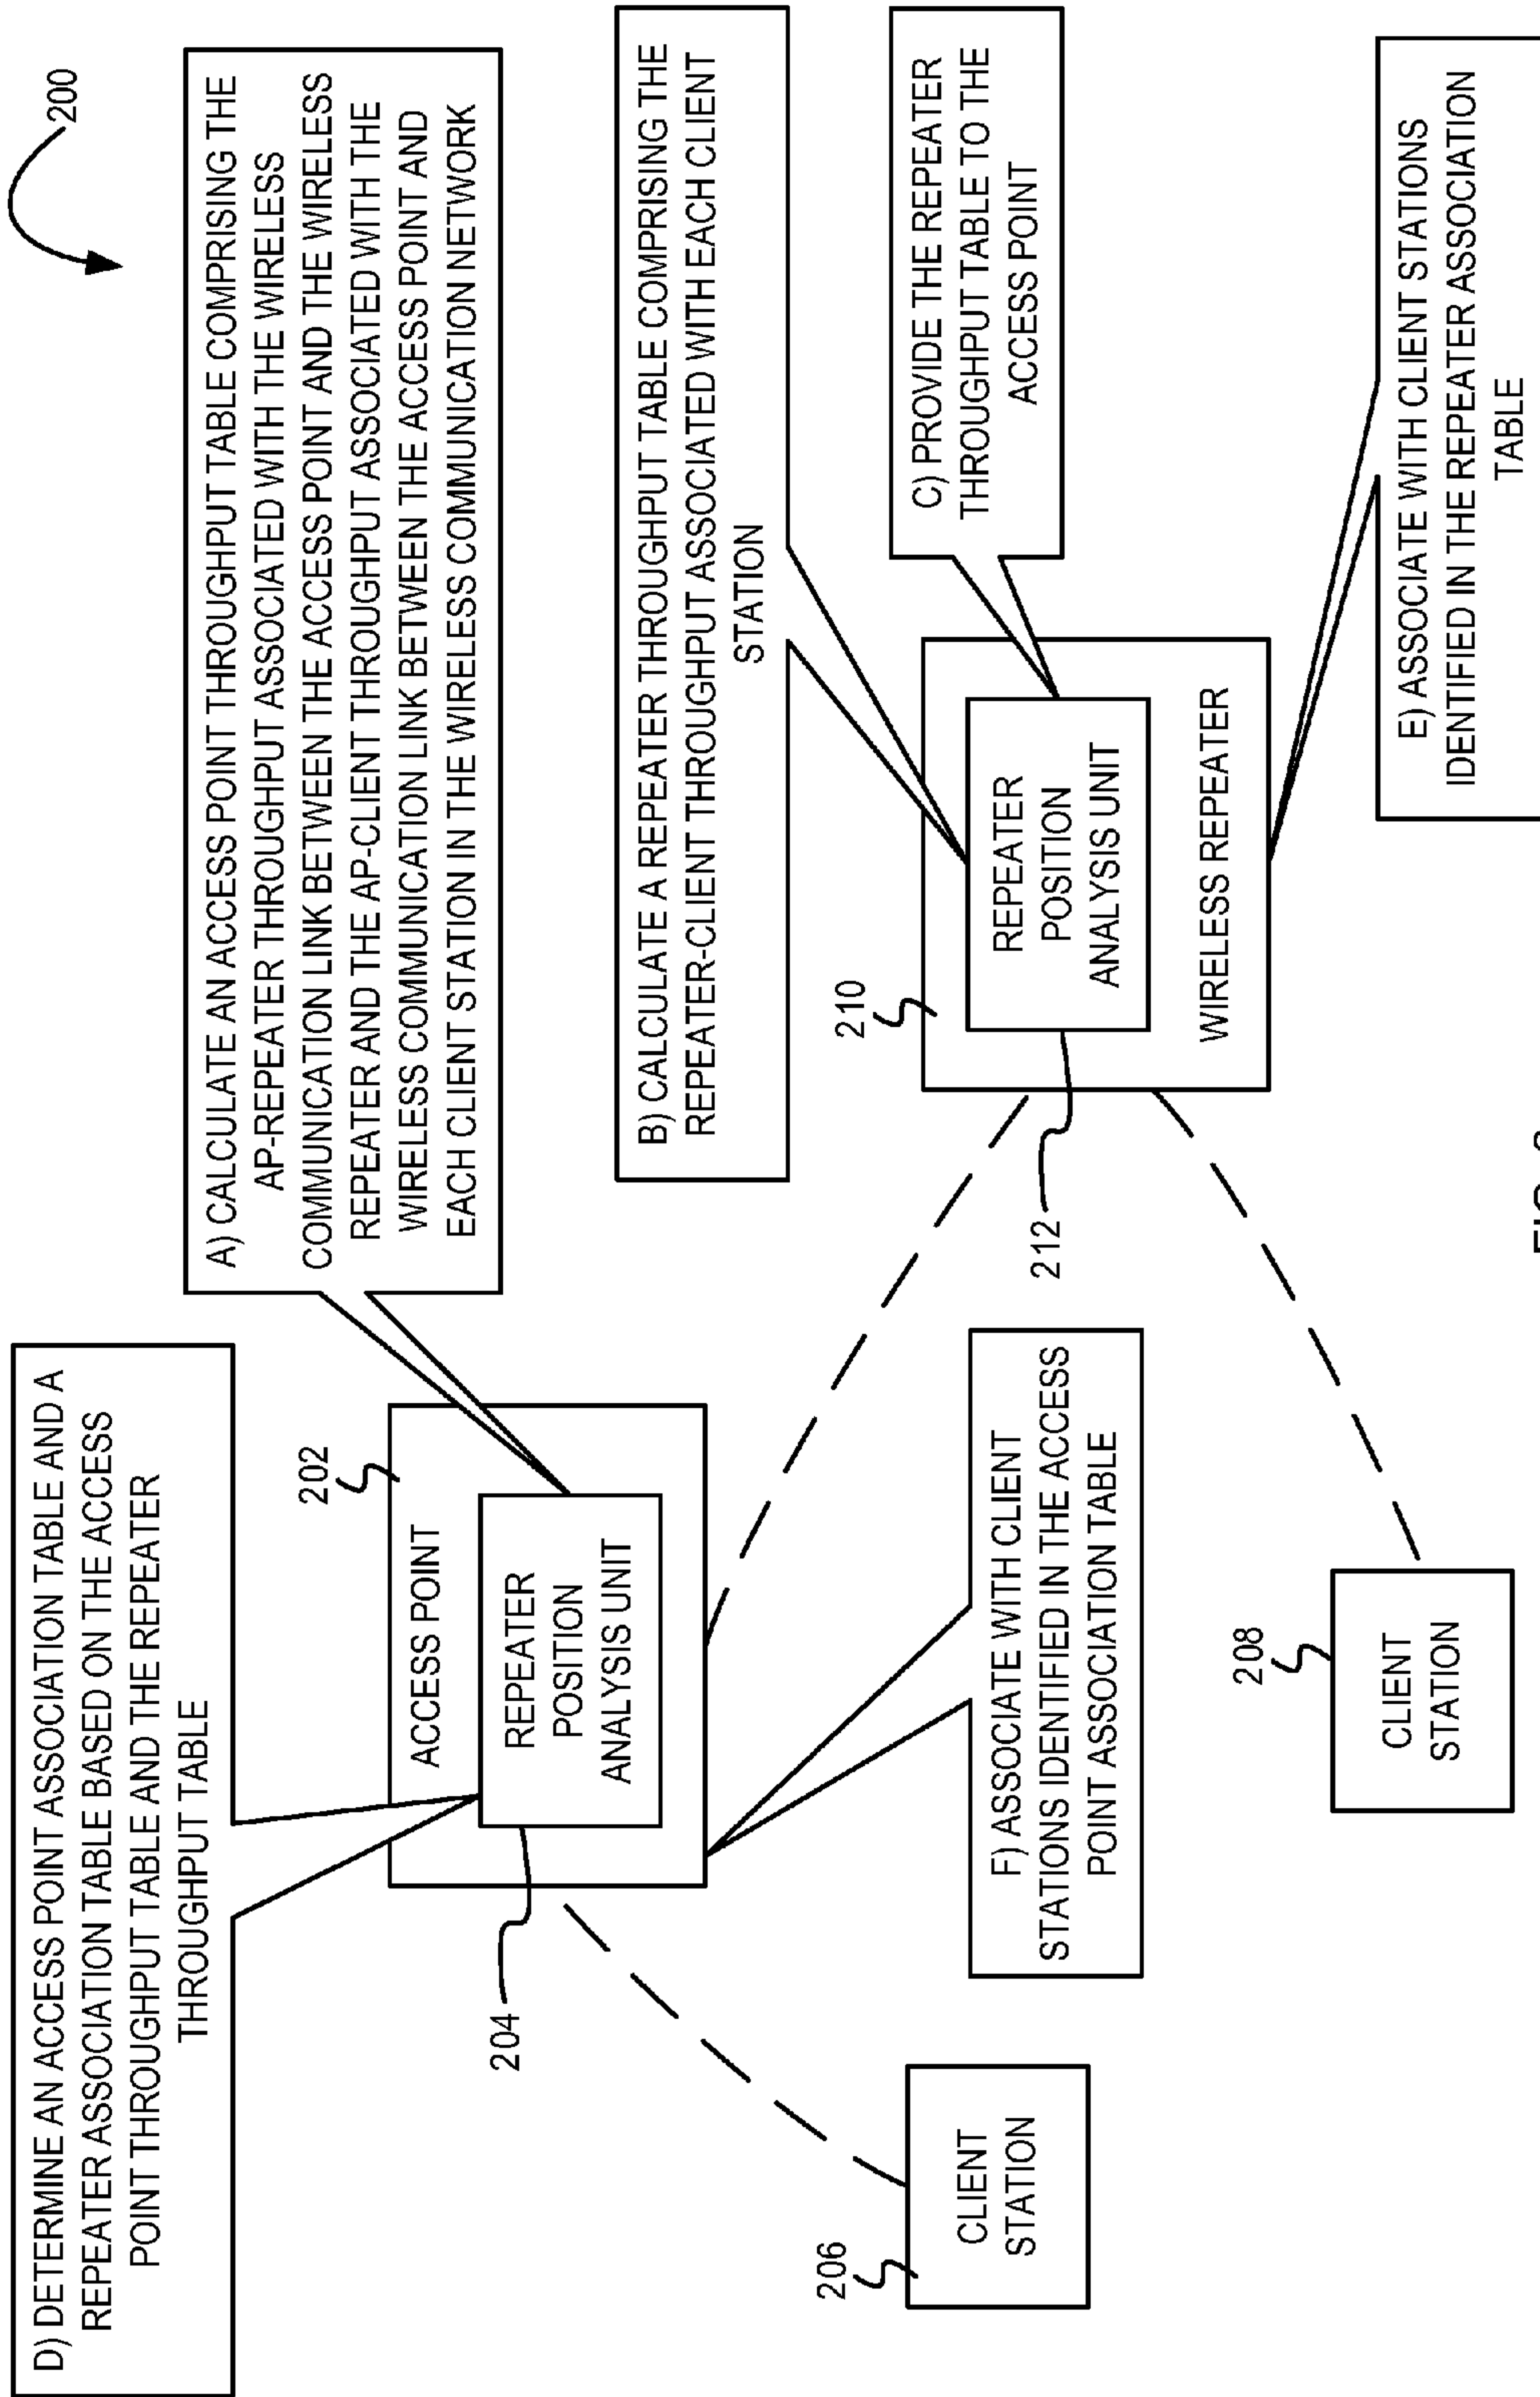 200
D) DETERMINE AN ACCESS POINT ASSOCIATION TABLE AND A
REPEATER ASSOCIATION TABLE BASED ON THE ACCESS
POINT THROUGHPUT TABLE AND THE REPEATER
THROUGHPUT TABLE
A) CALCULATE AN ACCESS POINT THROUGHPUT TABLE COMPRISING THE
AP-REPEATER THROUGHPUT ASSOCIATED WITH THE WIRELESS
COMMUNICATION LINK BETWEEN THE ACCESS POINT AND THE WIRELESS
REPEATER AND THE AP-CLIENT THROUGHPUT ASSOCIATED WITH THE
WIRELESS COMMUNICATION LINK BETWEEN THE ACCESS POINT AND
EACH CLIENT STATION IN THE WIRELESS COMMUNICATION NETWORK
202
ACCESS POINT
REPEATER
POSITION
ANALYSIS UNIT
204
B) CALCULATE A REPEATER THROUGHPUT TABLE COMPRISING THE
REPEATER-CLIENT THROUGHPUT ASSOCIATED WITH EACH CLIENT
STATION
C) PROVIDE THE REPEATER
THROUGHPUT TABLE TO THE
ACCESS POINT
210
REPEATER
POSITION
ANALYSIS UNIT
WIRELESS REPEATER
212
206
CLIENT
STATION
F) ASSOCIATE WITH CLIENT
STATIONS IDENTIFIED IN THE ACCESS
POINT ASSOCIATION TABLE
208
CLIENT
STATION
E) ASSOCIATE WITH CLIENT STATIONS
IDENTIFIED IN THE REPEATER ASSOCIATION
TABLE
FIG.